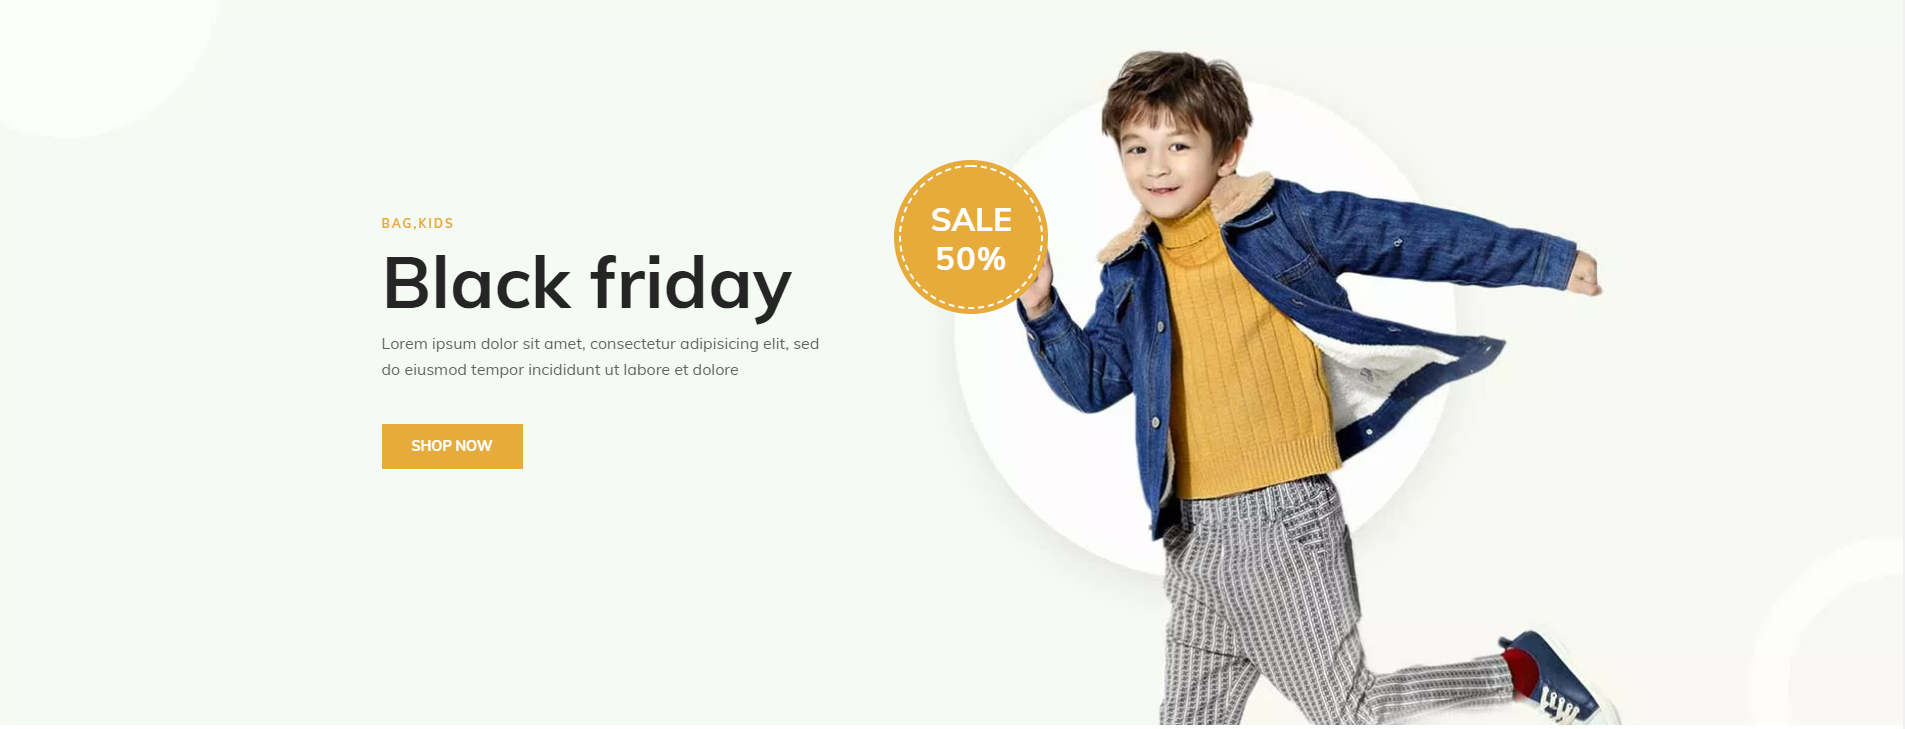 BAG,KIDS
Black friday
Lorem ipsum dolor sit amet, consectetur adipisicing elit, sed
do eiusmod tempor incididunt ut labore et dolore
SHOP NOW
SALE
50%